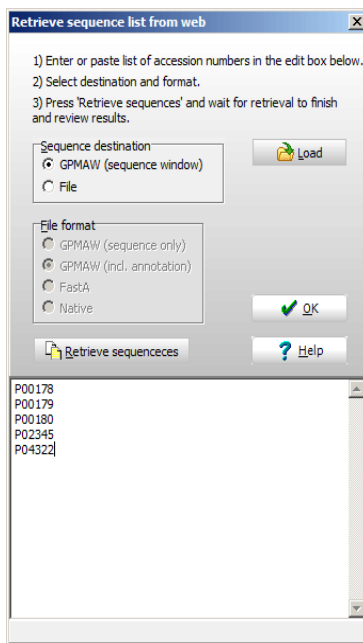 Retrieve sequence list from web
1) Enter or paste list of accession numbers in the edit box below.
2) Select destination and format.
3) Press 'Retrieve sequences' and wait for retrieval to finish
and review results.
Sequence destination
GPMAW (sequence window)
File
Load
File format
GPMAW (sequence only)
GPMAW (incl. annotation)
FastA
Native
OK
Retrieve sequenceces
Help
P00178
P00179
P00180
P02345
P04322